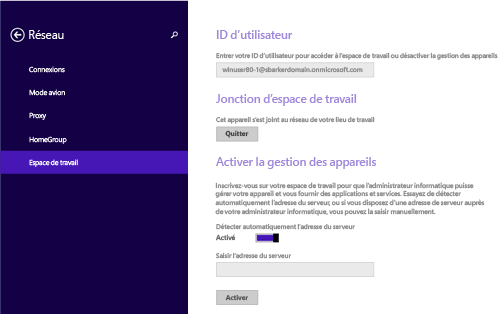 Réseau
Connexions
Mode avion
Proxy
HomeGroup
Espace de travail
ID d'utilisateur
Entrer votre ID d'utilisateur pour accéder à l'espace de travail ou désactiver la gestion des appareils
winuser80-1@sbarkerdomain.onmicrosoft.com
Jonction d'espace de travail
Cet appareil s'est joint au réseau de votre lieu de travail
Quitter
Activer la gestion des appareils
Inscrivez-vous sur votre espace de travail pour que l'administrateur informatique puisse
gérer votre appareil et vous fournir des applications et services. Essayez de détecter
automatiquement l'adresse du serveur, ou si vous disposez d'une adresse de serveur auprès
de votre administrateur informatique, vous pouvez la saisir manuellement.
Détecter automatiquement l'adresse du serveur
Activé
Saisir l'adresse du serveur
Activer